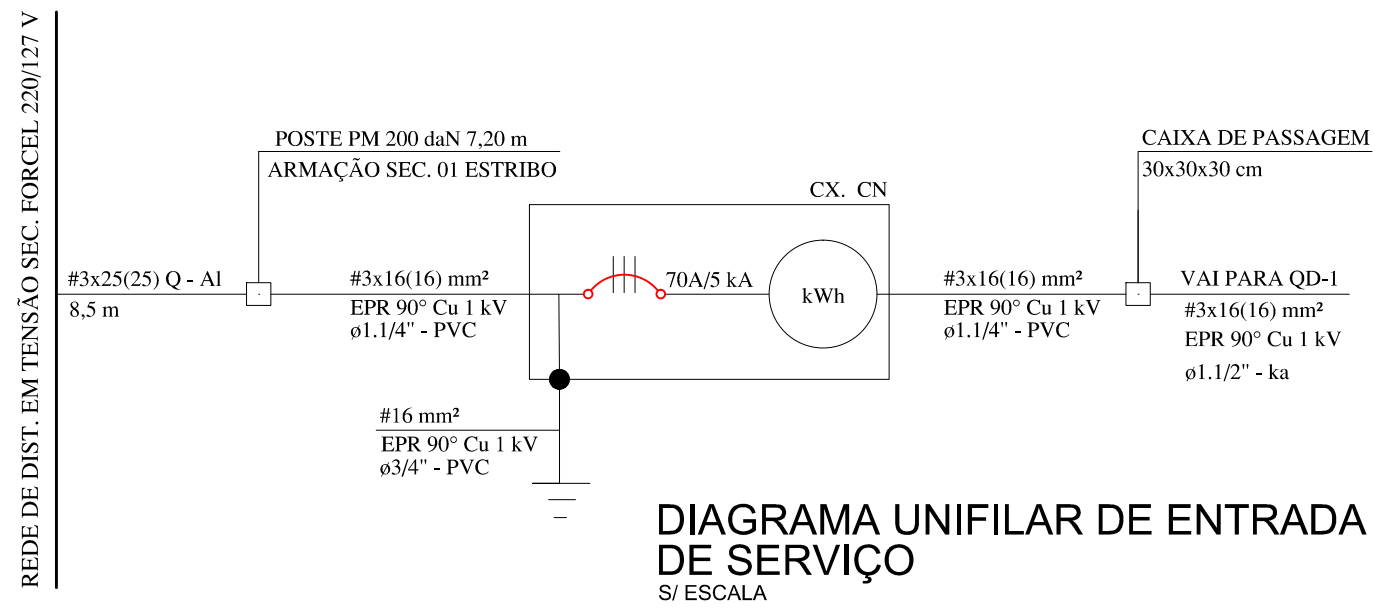 REDE DE DIST. EM TENSÃO SEC. FORCEL 220/127 V
#3x25(25) Q - Al
8,5 m
POSTE PM 200 daN 7,20 m
ARMAÇÃO SEC. 01 ESTRIBO
#3x16(16) mm²
EPR 90° Cu 1 kV
ø1.1/4" - PVC
#16 mm²
EPR 90° Cu 1 kV
ø3/4" - PVC
CX. CN
70A/5 kA
kWh
#3x16(16) mm²
EPR 90° Cu 1 kV
ø1.1/4" - PVC
CAIXA DE PASSAGEM
30x30x30 cm
VAI PARA QD-1
#3x16(16) mm²
EPR 90° Cu 1 kV
ø1.1/2" - ka
DIAGRAMA UNIFILAR DE ENTRADA
DE SERVIÇO
S/ ESCALA